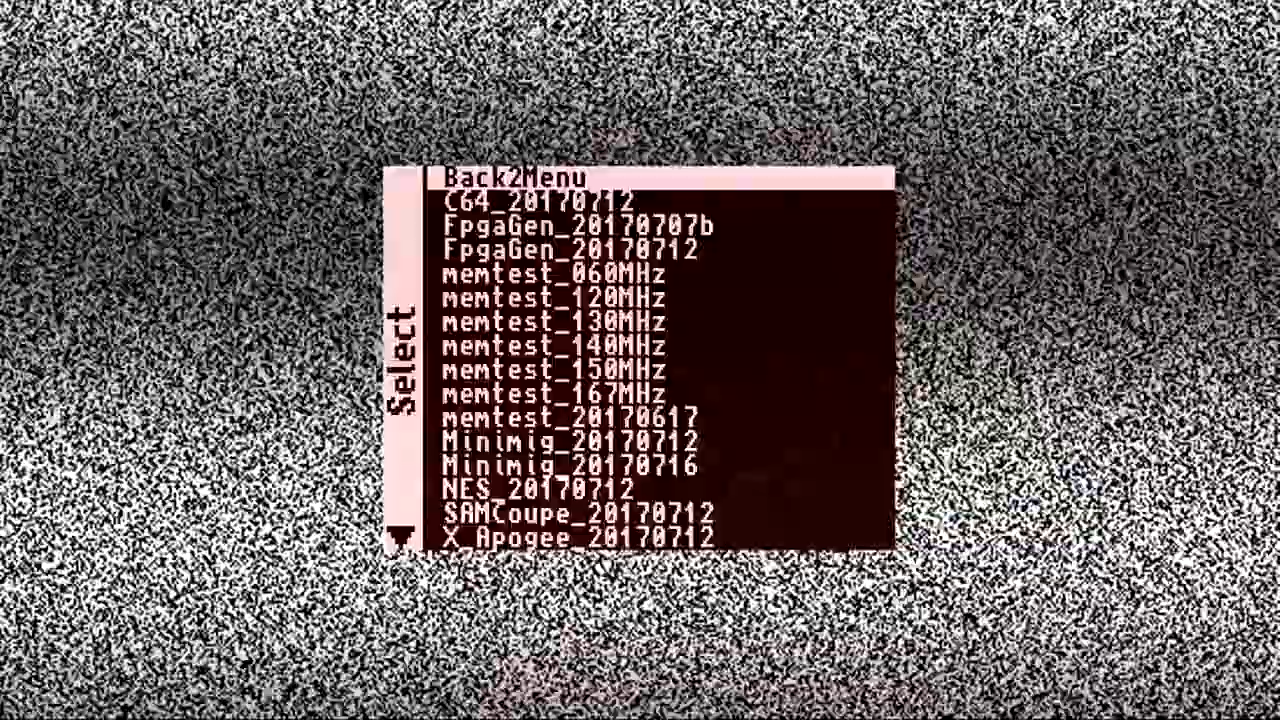 Select
Back2Menu
C64_20170712
FpgaGen_20170707b
FpgaGen_20170712
memtest_060MHz
memtest_120MHz
memtest_130MHz
memtest_140MHz
memtest_150MHz
memtest_167MHz
memtest_20170617
Minimig_20170712
Minimig_20170716
NES_20170712
SAMCoupe_20170712
X_Apogee_20170712